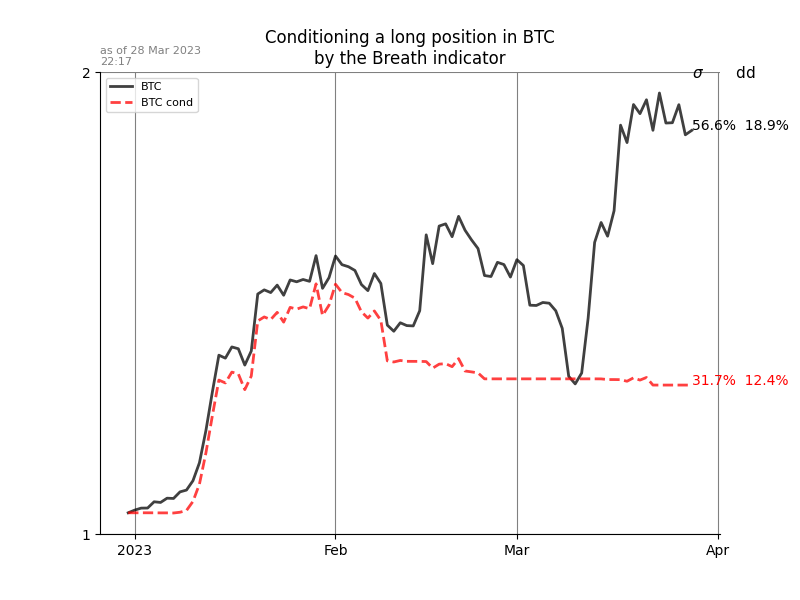 Conditioning a long position in BTC
by the Breath indicator
as of 28 Mar 2023
22:17
σ dd
2
BTC
BTC cond
56.6% 18.9%
31.7% 12.4%
1
2023 Feb Mar Apr